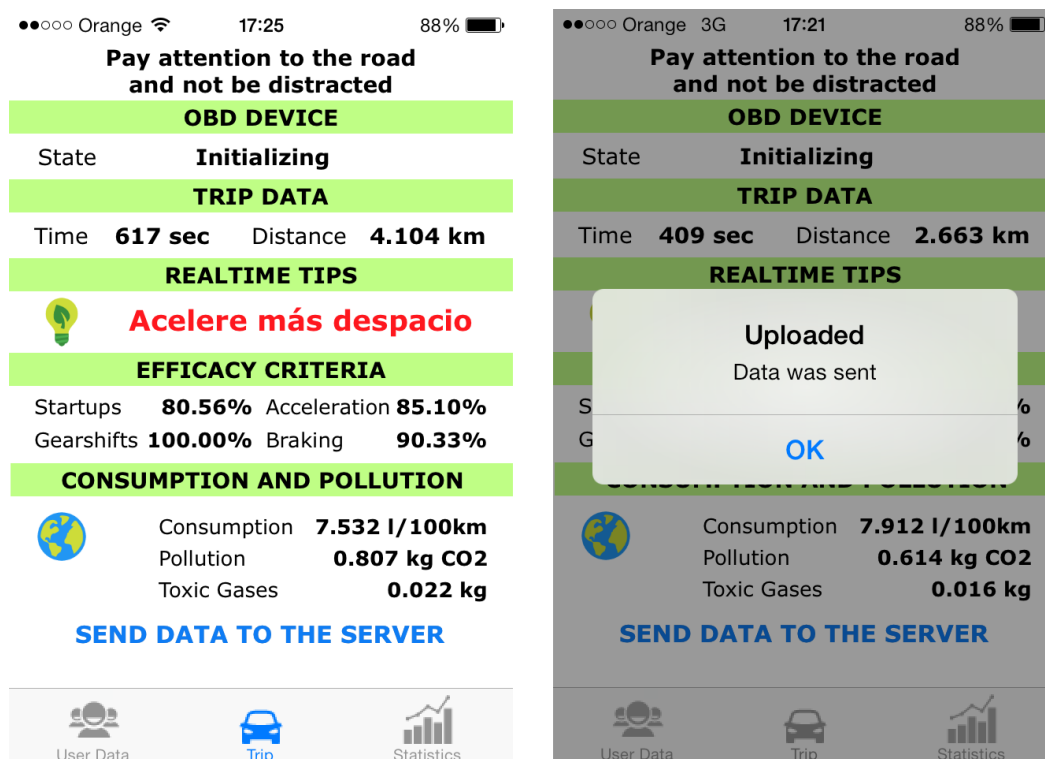 Orange 17:25 88%
Pay attention to the road
and not be distracted
OBD DEVICE
State Initializing
TRIP DATA
Time 617 sec Distance 4.104 km
REALTIME TIPS
Acelere más despacio
EFFICACY CRITERIA
Startups 80.56% Acceleration 85.10%
Gearshifts 100.00% Braking 90.33%
CONSUMPTION AND POLLUTION
Consumption 7.532 l/100km
Pollution 0.807 kg CO2
Toxic Gases 0.022 kg
SEND DATA TO THE SERVER
User Data Trip Statistics
Orange 3G 17:21 88%
Pay attention to the road
and not be distracted
OBD DEVICE
State Initializing
TRIP DATA
Time 409 sec Distance 2.663 km
REALTIME TIPS
Uploaded
Data was sent
OK
Consumption 7.912 l/100km
Pollution 0.614 kg CO2
Toxic Gases 0.016 kg
SEND DATA TO THE SERVER
User Data Trip Statistics